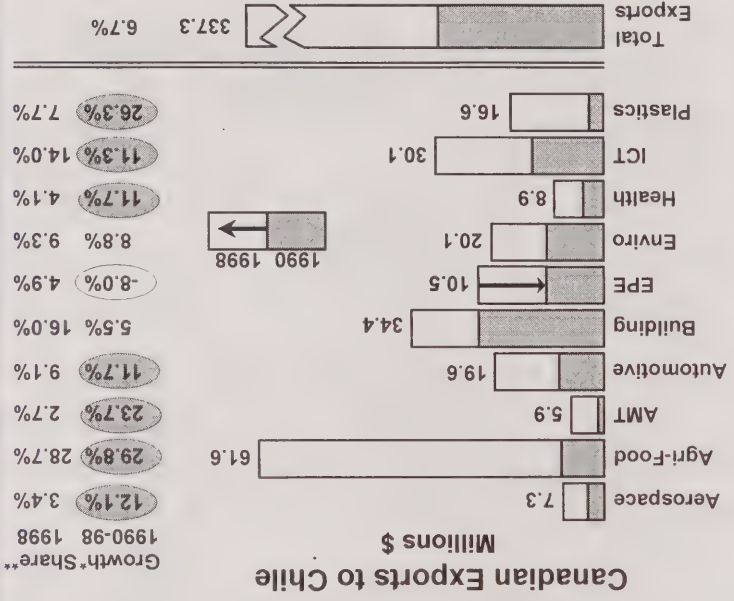 Canadian Exports to Chile
Millions $
Growth* Share**
1990-98 1998
Aerospace 7.3 12.1% 3.4%
Agri-Food 61.6 29.8% 28.7%
AMT 5.9 23.7% 2.7%
Automotive 19.6 11.7% 9.1%
Building 34.4 5.5% 16.0%
EPE 10.5 -8.0% 4.9%
Enviro 20.1 8.8% 9.3%
1990 1998
Health 8.9 11.7% 4.1%
ICT 30.1 11.3% 14.0%
Plastics 16.6 26.3% 7.7%
Total
Exports 337.3 6.7%